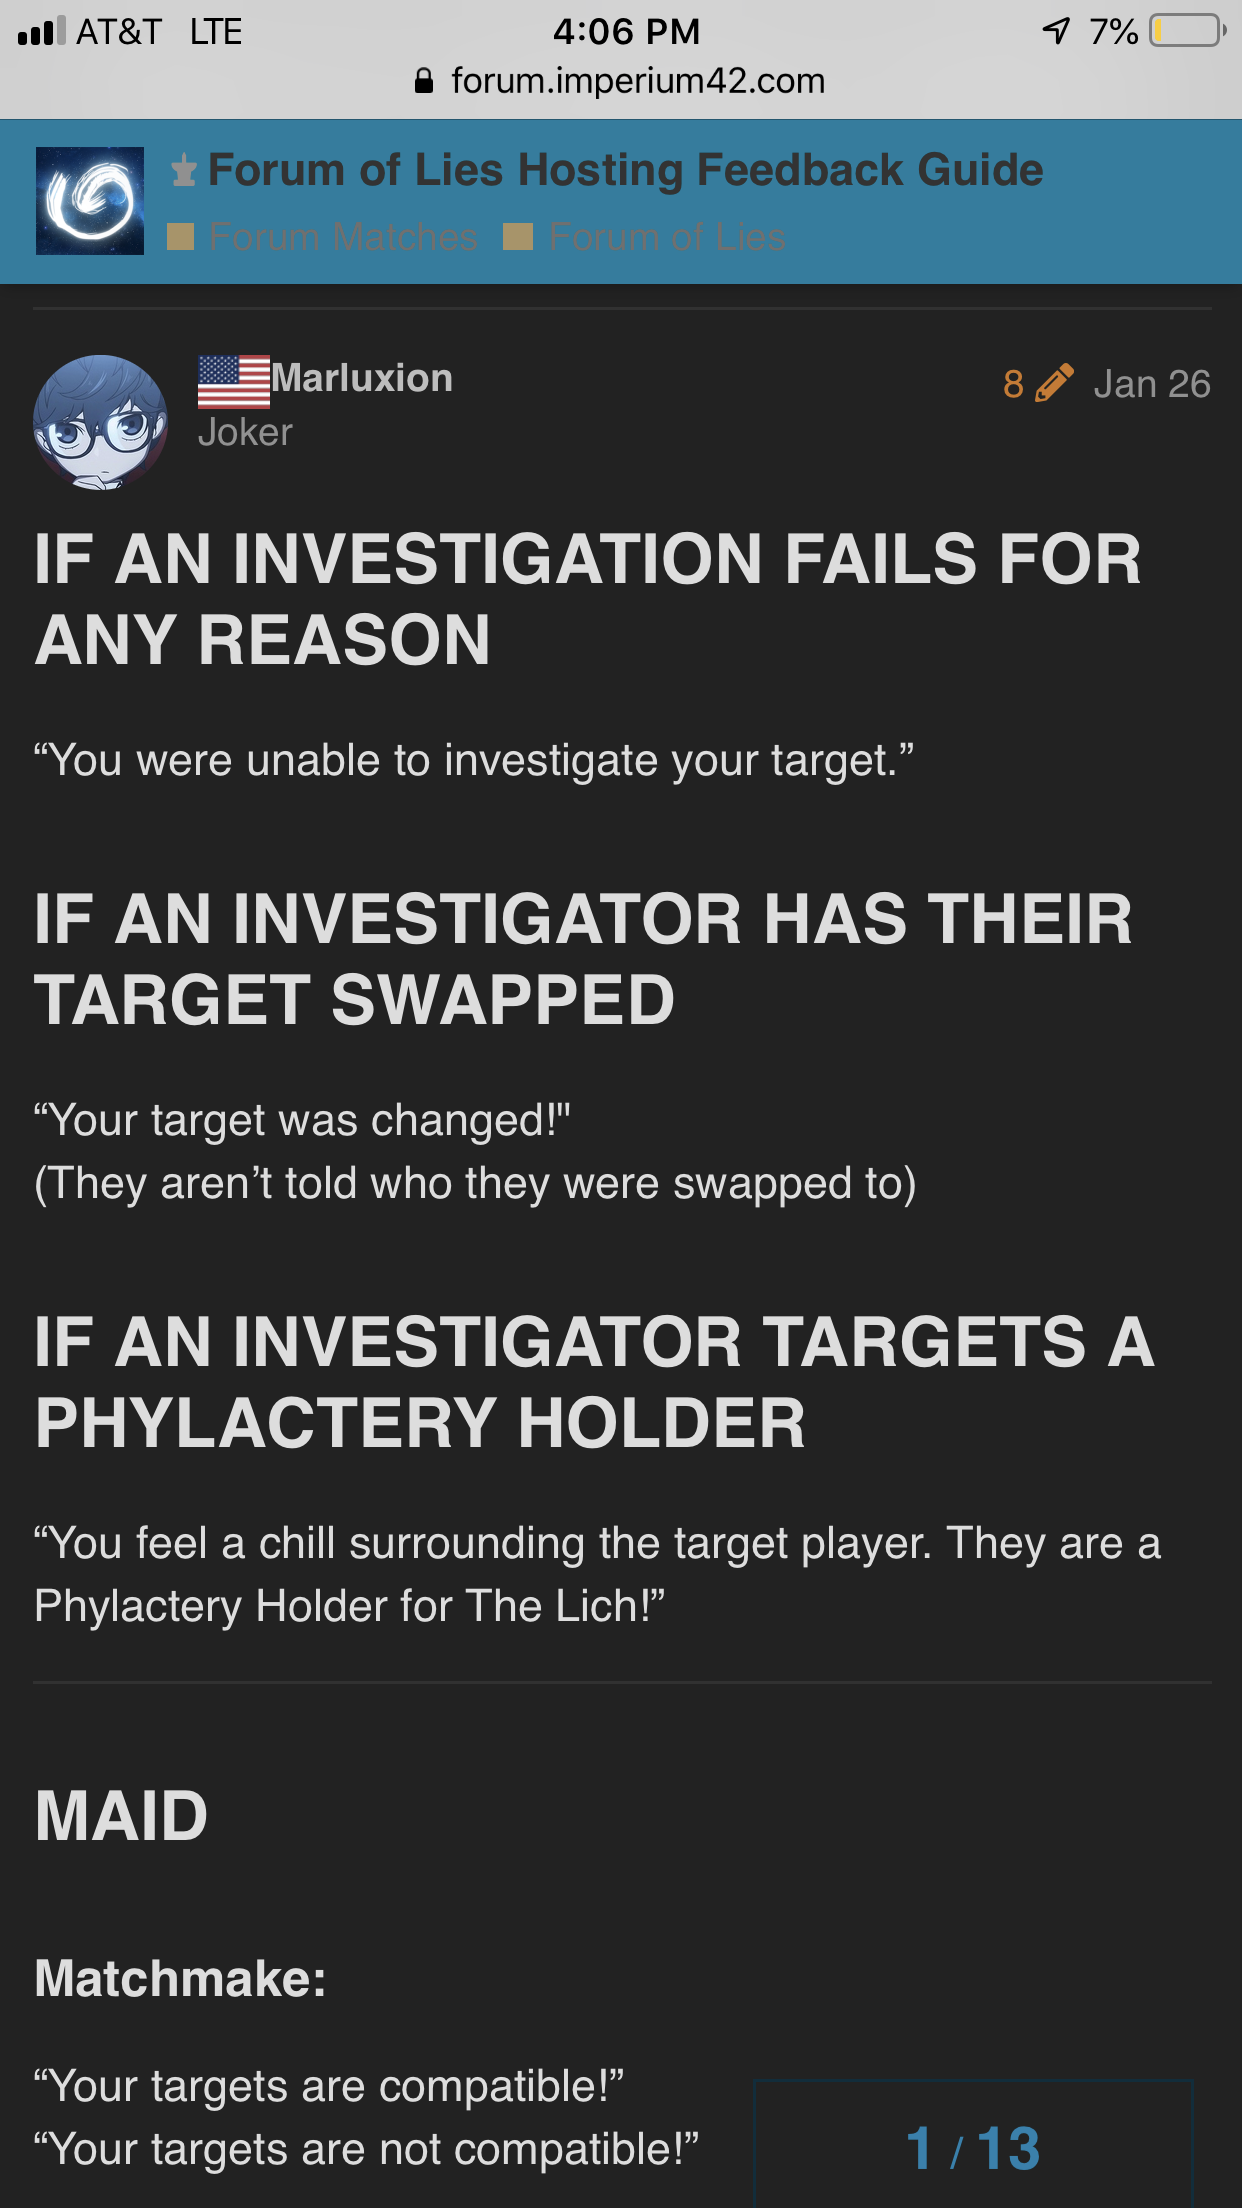 AT&T LTE 4:06 PM 7%
forum.imperium42.com
Forum of Lies Hosting Feedback Guide
Forum Matches Forum of Lies
Marluxion 8 Jan 26
Joker
IF AN INVESTIGATION FAILS FOR
ANY REASON
“You were unable to investigate your target.”
IF AN INVESTIGATOR HAS THEIR
TARGET SWAPPED
“Your target was changed!"
(They aren’t told who they were swapped to)
IF AN INVESTIGATOR TARGETS A
PHYLACTERY HOLDER
“You feel a chill surrounding the target player. They are a
Phylactery Holder for The Lich!”
MAID
Matchmake:
“Your targets are compatible!”
“Your targets are not compatible!”
1 / 13